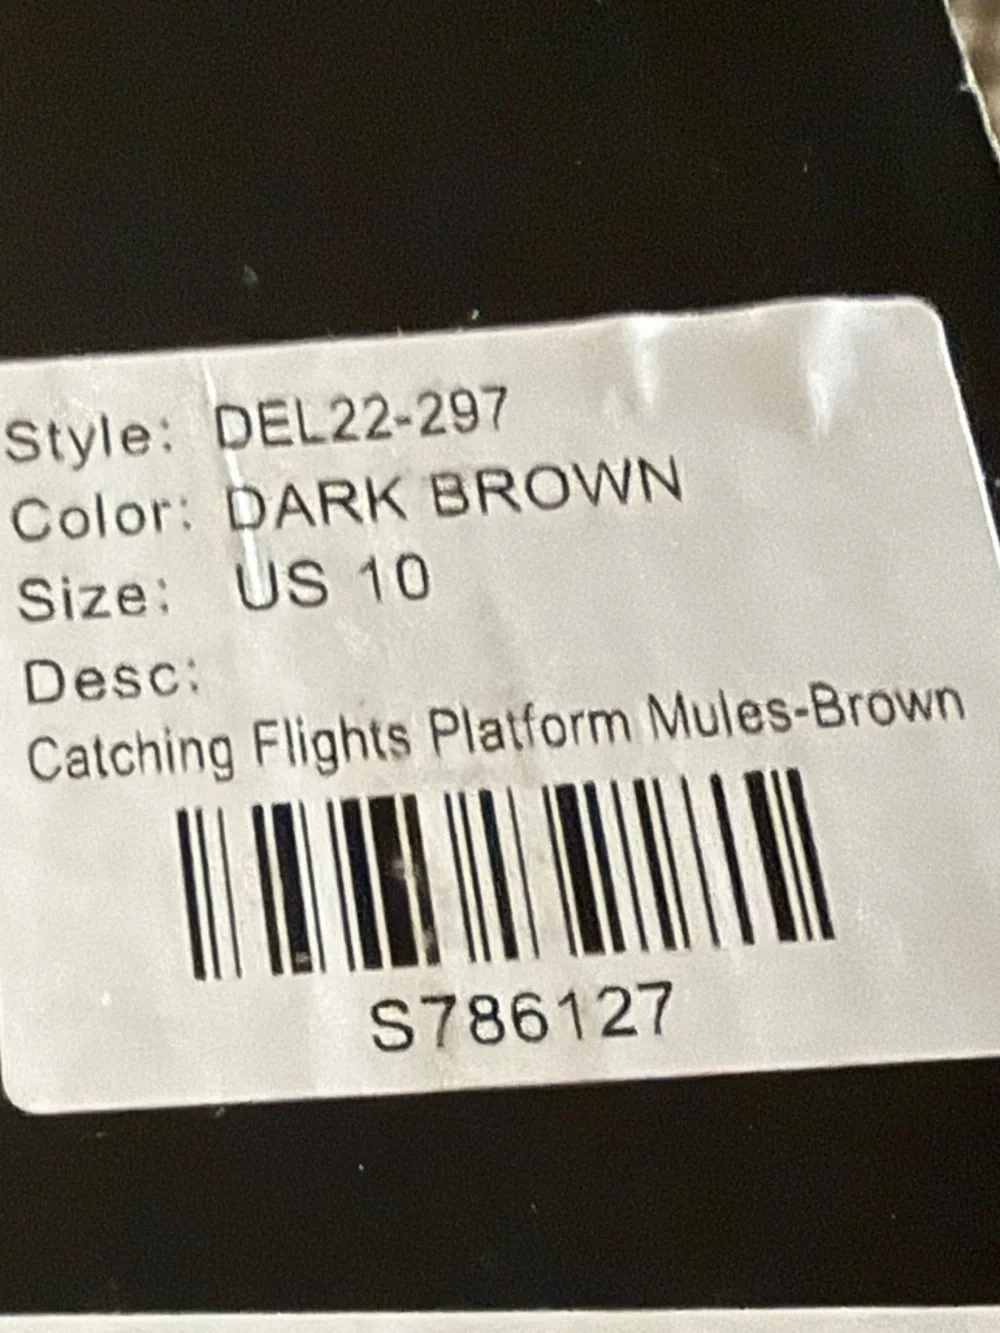 Style: DEL22-297
Color: DARK BROWN
Size: US 10
Desc:
Catching Flights Platform Mules-Brown
S786127